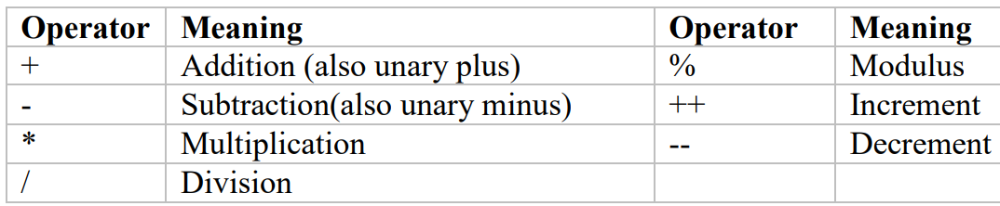 Operator Meaning Operator Meaning
+ Addition (also unary plus) % Modulus
- Subtraction(also unary minus) ++ Increment
* Multiplication -- Decrement
/ Division